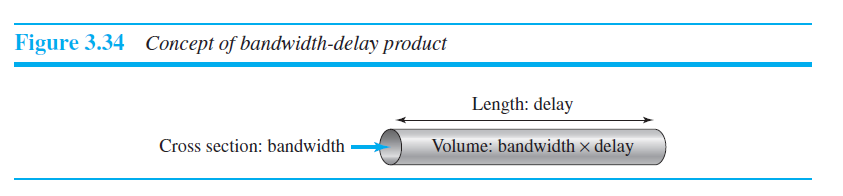 Figure 3.34 Concept of bandwidth-delay product
Length: delay
Cross section: bandwidth
Volume: bandwidth × delay